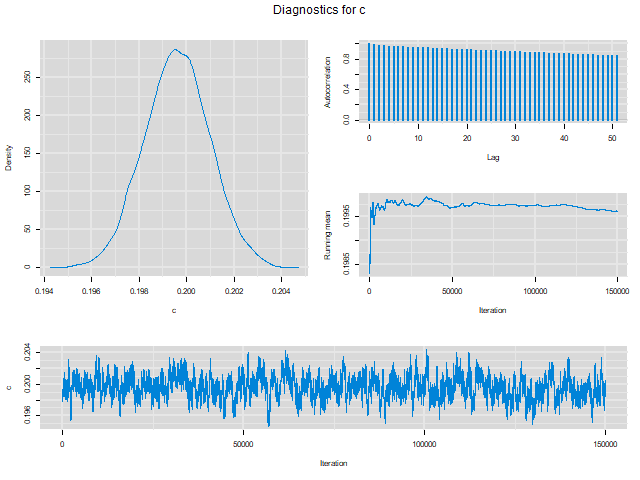 Diagnostics for c
Density
0 50 100 150 200 250
0.194 0.196 0.198 0.200 0.202 0.204
c
Autocorrelation
0.0 0.4 0.8
0 10 20 30 40 50
Lag
Running mean
0.1985 0.1995
0 50000 100000 150000
Iteration
c
0.196 0.200 0.204
0 50000 100000 150000
Iteration